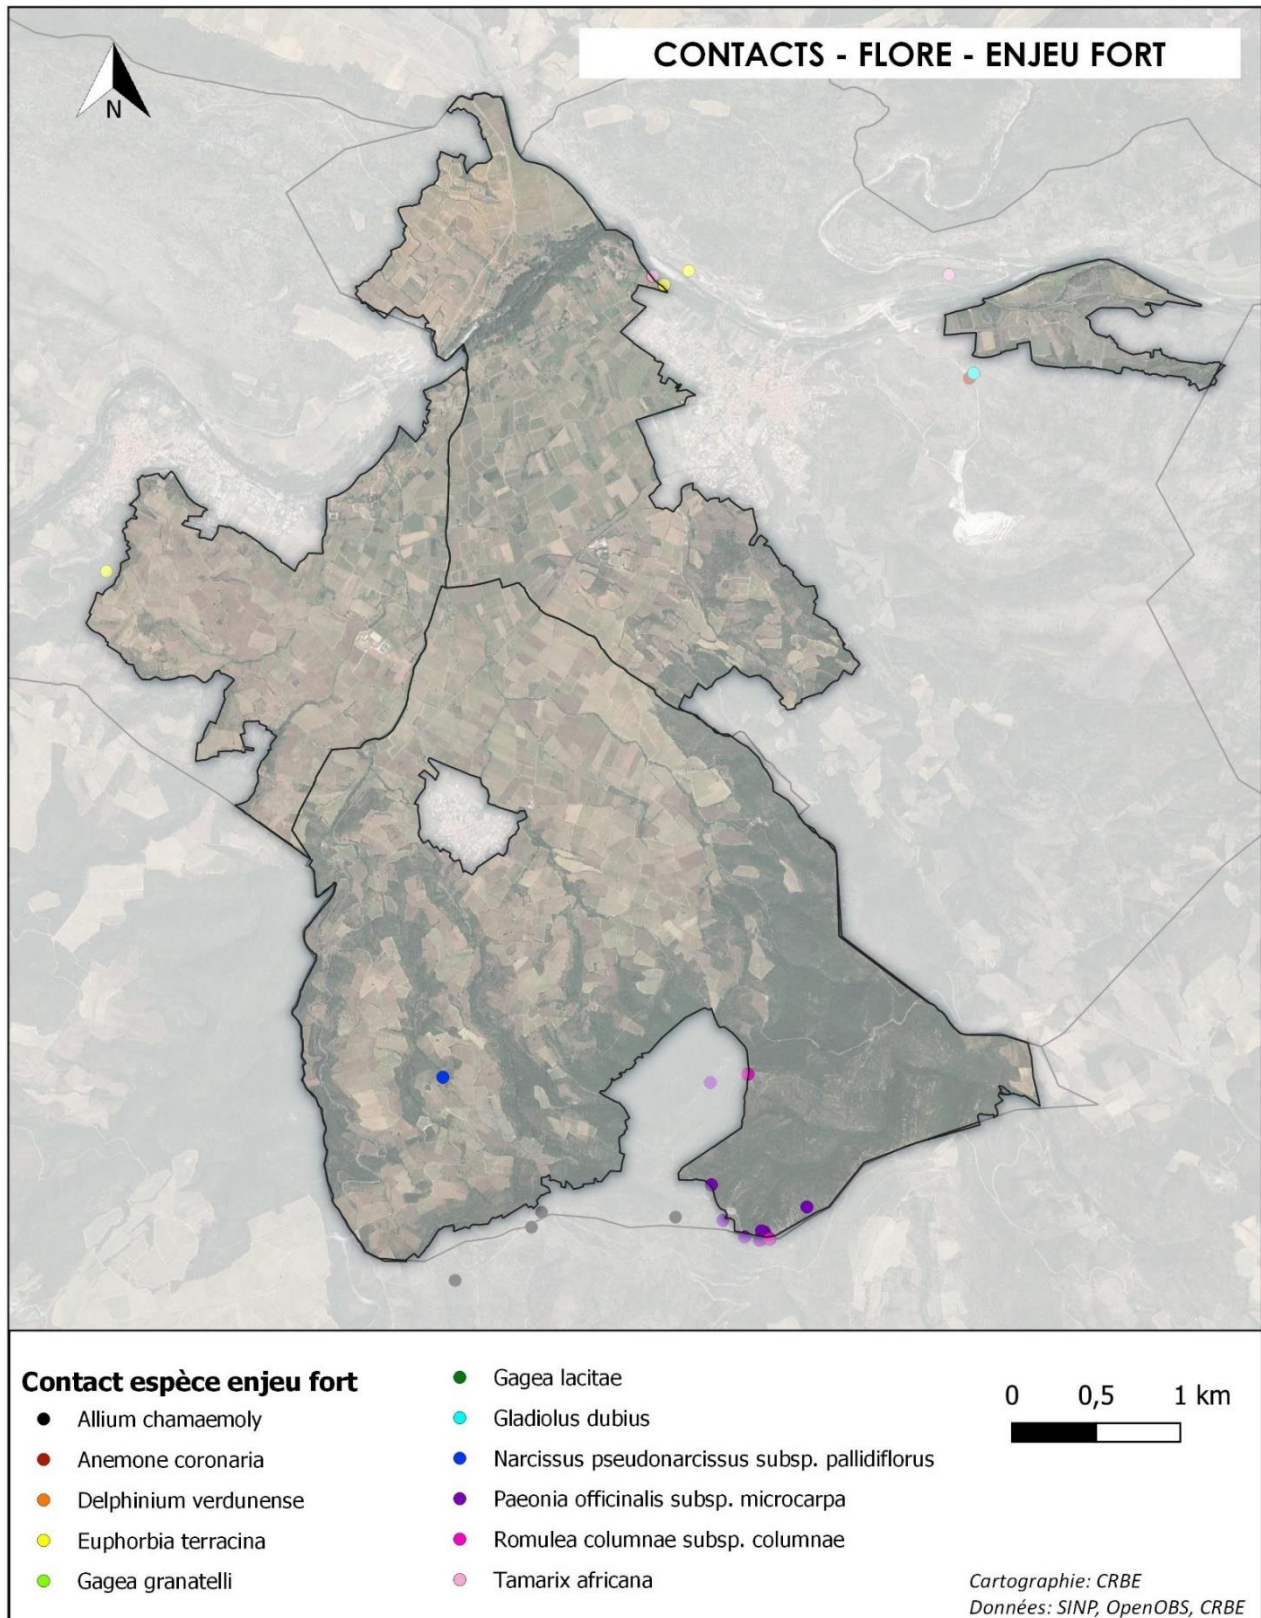 CONTACTS - FLORE - ENJEU FORT
N
Contact espèce enjeu fort
Allium chamaemoly
Anemone coronaria
Delphinium verdunense
Euphorbia terracina
Gagea granatelli
Gagea lacitae
Gladiolus dubius
Narcissus pseudonarcissus subsp. pallidiflorus
Paeonia officinalis subsp. microcarpa
Romulea columnae subsp. columnae
Tamarix africana
0 0,5 1 km
Cartographie: CRBE
Données: SINP, OpenOBS, CRBE